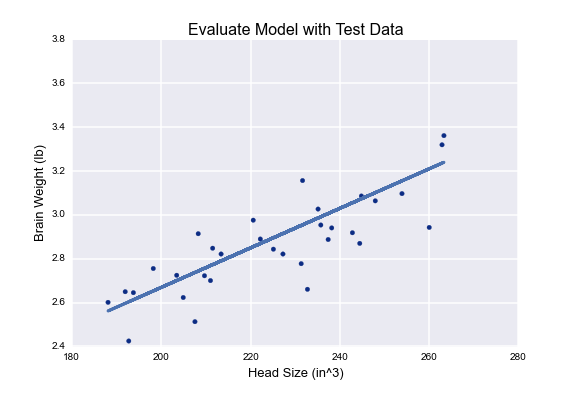 Evaluate Model with Test Data
3.8
3.6
3.4
3.2
3.0
2.8
2.6
2.4
Brain Weight (lb)
180 200 220 240 260 280
Head Size (in^3)